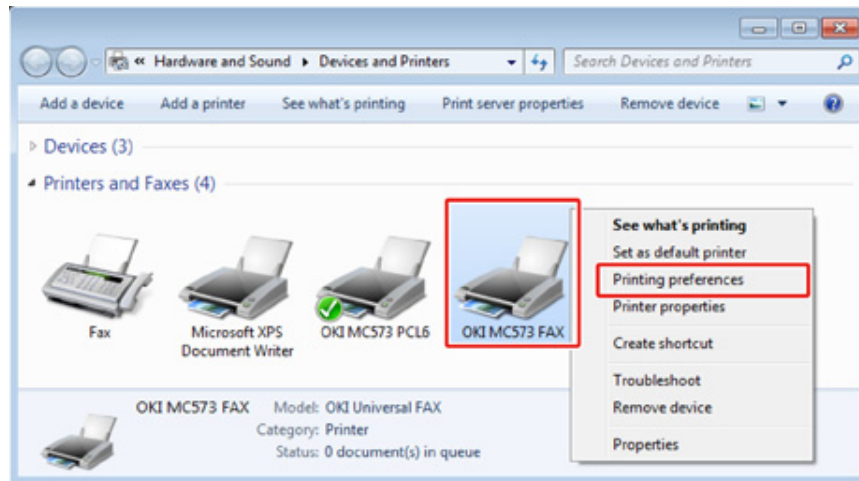 « Hardware and Sound ▸ Devices and Printers Search Devices and Printers
Add a device Add a printer See what's printing Print server properties Remove device
Devices (3)
Printers and Faxes (4)
Fax
Microsoft XPS
Document Writer
OKI MC573 PCL6
OKI MC573 FAX
See what's printing
Set as default printer
Printing preferences
Printer properties
Create shortcut
Troubleshoot
Remove device
Properties
OKI MC573 FAX Model: OKI Universal FAX
Category: Printer
Status: 0 document(s) in queue